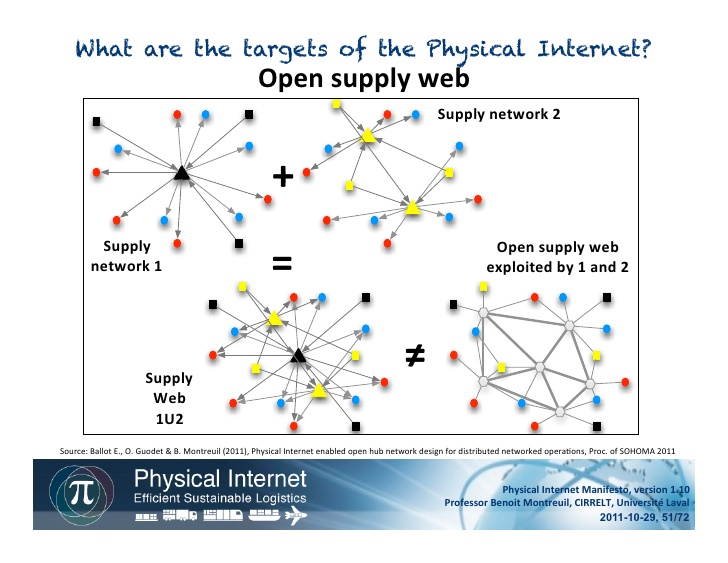 What are the targets of the Physical Internet?
Open supply web
Supply network 2
+
Supply
network 1
=
Open supply web
exploited by 1 and 2
≠
Supply
Web
1U2
Source: Ballot E., O. Guodet & B. Montreuil (2011), Physical Internet enabled open hub network design for distributed networked operations, Proc. of SOHOMA 2011
π
Physical Internet
Efficient Sustainable Logistics
Physical Internet Manifesto, version 1.10
Professor Benoit Montreuil, CIRRELT, Université Laval
2011-10-29, 51/72